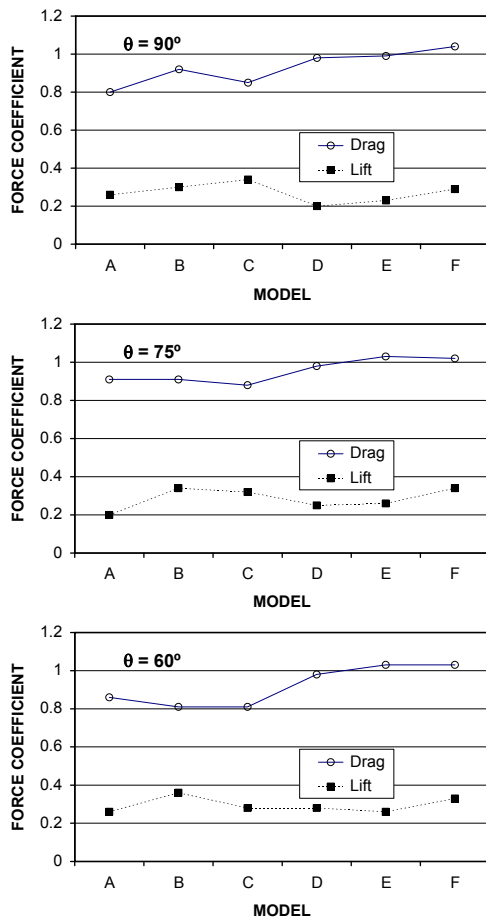 FORCE COEFFICIENT
1.2
1
0.8
0.6
0.4
0.2
0
θ = 90º
Drag
Lift
A B C D E F
MODEL
FORCE COEFFICIENT
1.2
1
0.8
0.6
0.4
0.2
0
θ = 75º
Drag
Lift
A B C D E F
MODEL
FORCE COEFFICIENT
1.2
1
0.8
0.6
0.4
0.2
0
θ = 60º
Drag
Lift
A B C D E F
MODEL